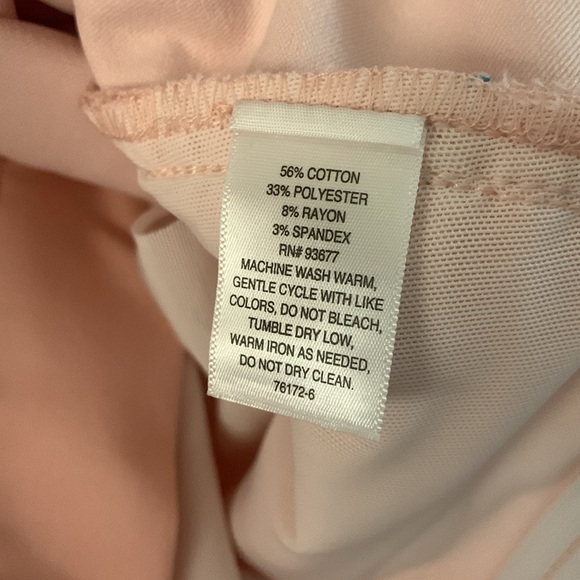 56% COTTON
33% POLYESTER
8% RAYON
3% SPANDEX
RN# 93677
MACHINE WASH WARM,
GENTLE CYCLE WITH LIKE
COLORS, DO NOT BLEACH,
TUMBLE DRY LOW,
WARM IRON AS NEEDED,
DO NOT DRY CLEAN.
76172-6